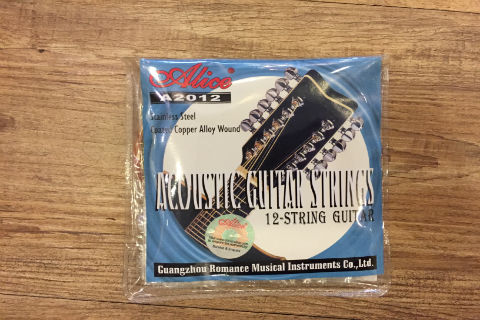 Alice
A2012
Stainless Steel
Coated Copper Alloy Wound
ACOUSTIC GUITAR STRINGS
12-STRING GUITAR
Alice
Guangzhou Romance Musical Instruments Co.,Ltd.